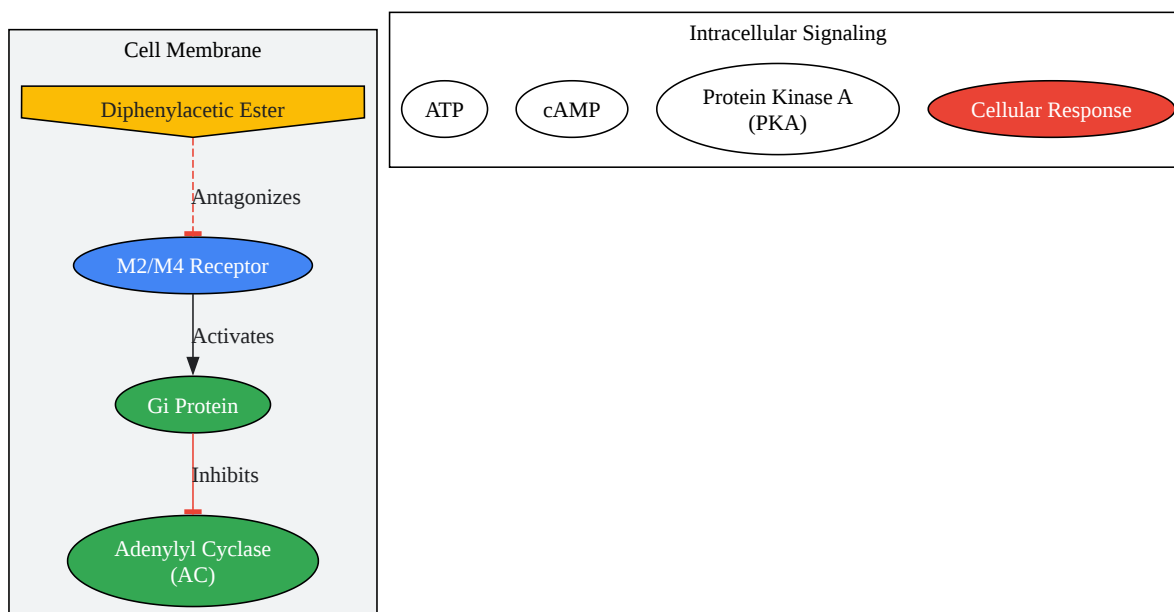 Cell Membrane
Diphenylacetic Ester
Antagonizes
M2/M4 Receptor
Activates
Gi Protein
Inhibits
Adenylyl Cyclase
(AC)
Intracellular Signaling
ATP
cAMP
Protein Kinase A
(PKA)
Cellular Response